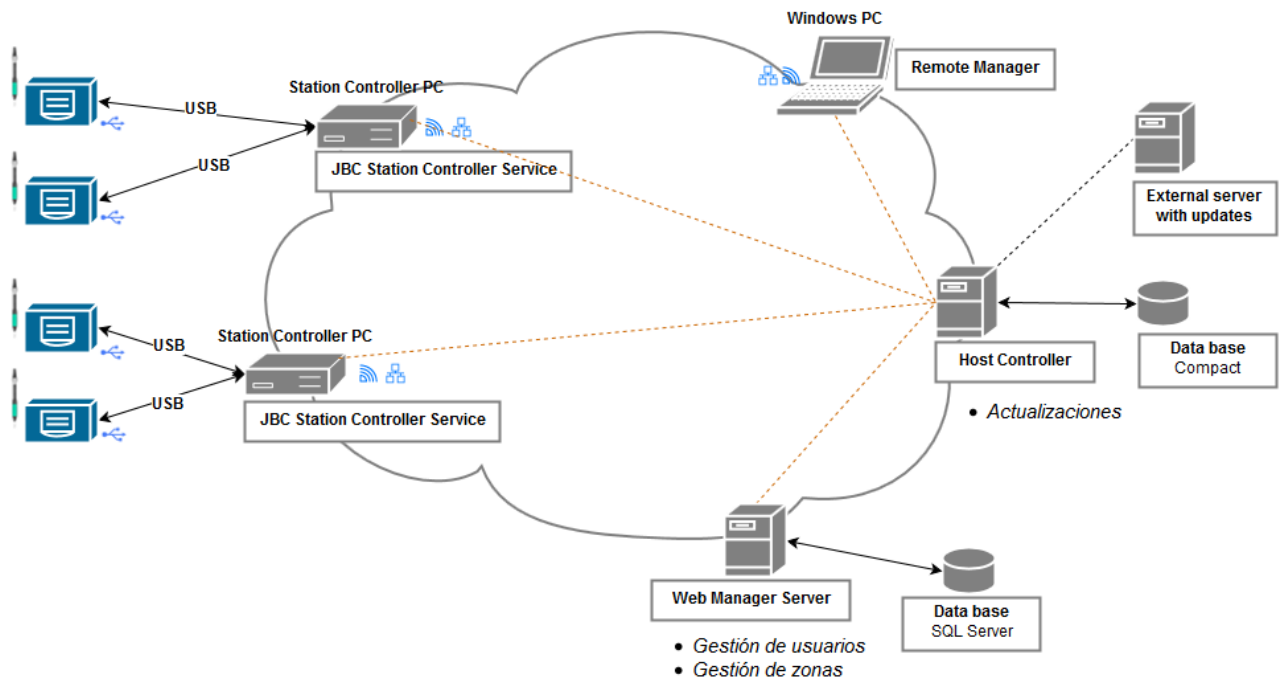 Windows PC
Remote Manager
Station Controller PC
USB
USB
JBC Station Controller Service
External server
with updates
Station Controller PC
USB
USB
JBC Station Controller Service
Host Controller
• Actualizaciones
Data base
Compact
Web Manager Server
• Gestión de usuarios
• Gestión de zonas
Data base
SQL Server